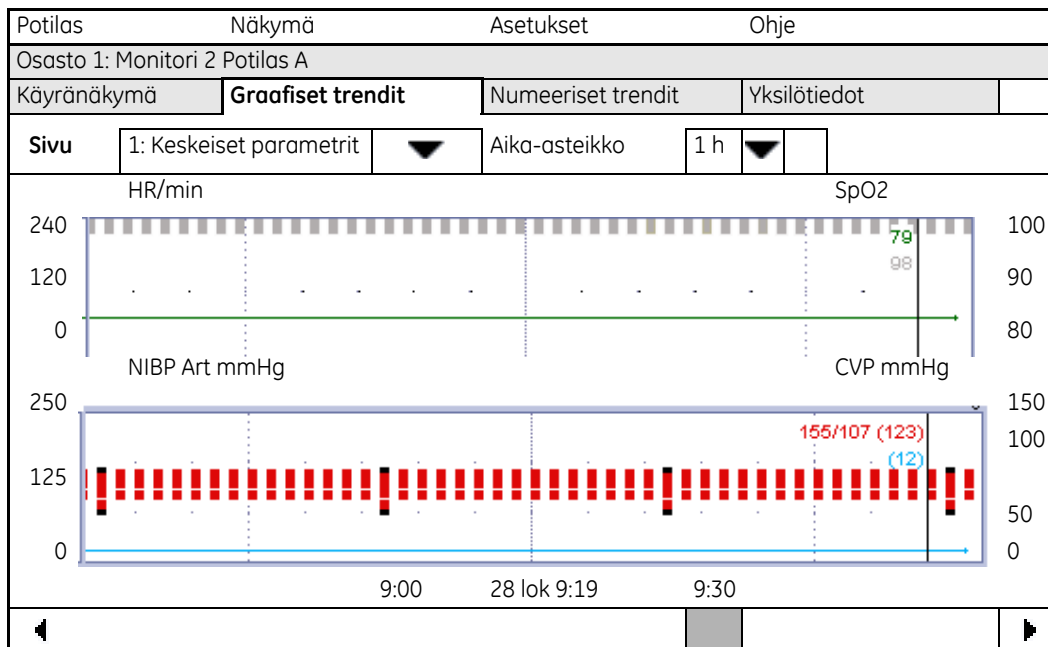 Potilas Näkymä Asetukset Ohje
Osasto 1: Monitori 2 Potilas A
Käyränäkymä Graafiset trendit Numeeriset trendit Yksilötiedot
Sivu 1: Keskeiset parametrit Aika-asteikko 1 h
HR/min SpO2
240 100
79
98
120 90
0 80
NIBP Art mmHg CVP mmHg
250 150
155/107 (123) 100
(12)
125
50
0 0
9:00 28 lok 9:19 9:30